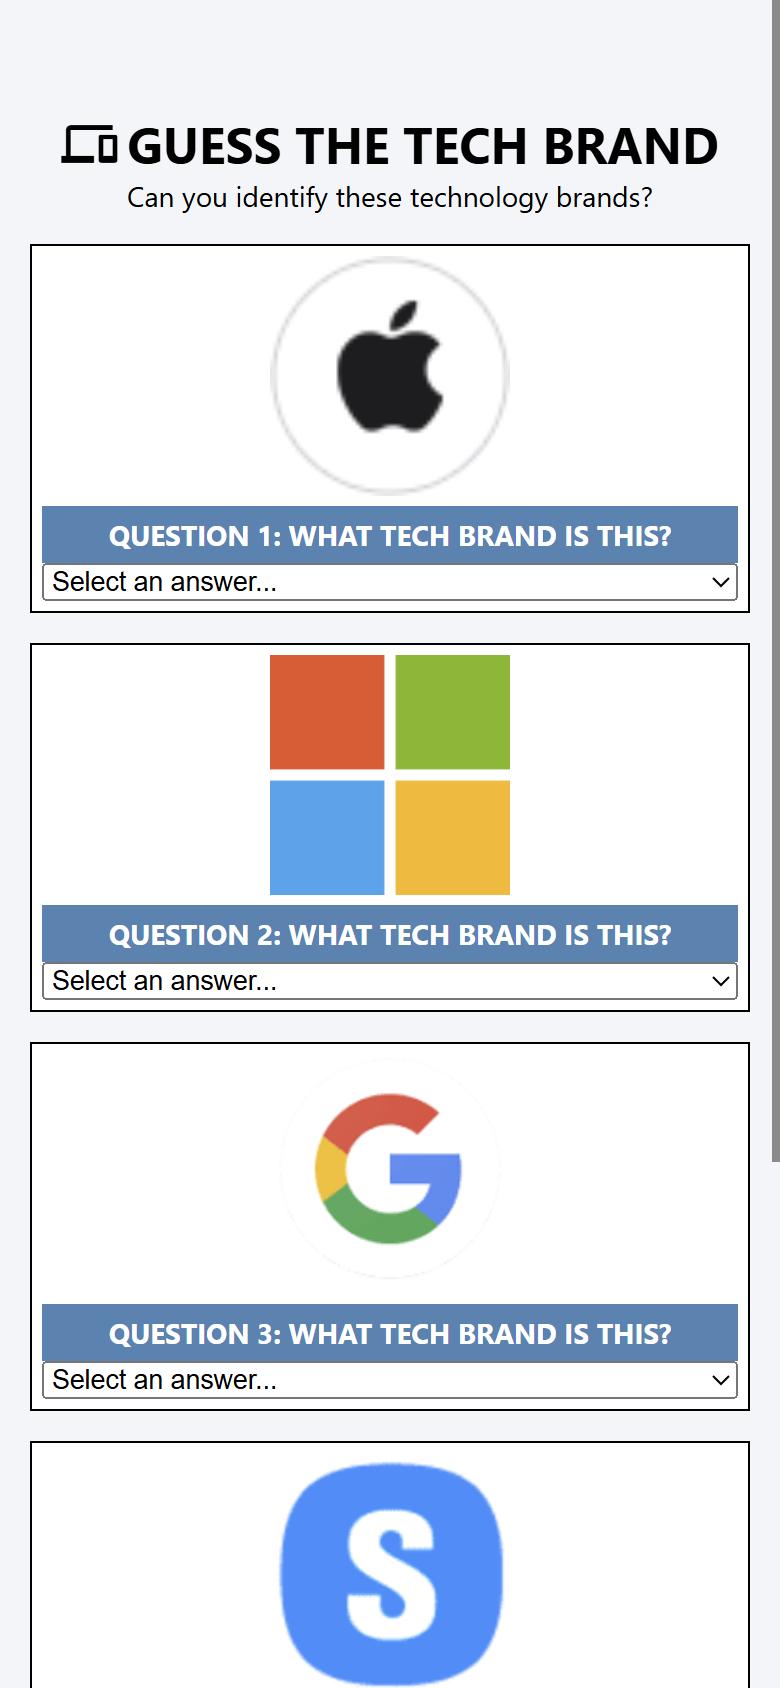 GUESS THE TECH BRAND
Can you identify these technology brands?
QUESTION 1: WHAT TECH BRAND IS THIS?
Select an answer...
QUESTION 2: WHAT TECH BRAND IS THIS?
Select an answer...
G
QUESTION 3: WHAT TECH BRAND IS THIS?
Select an answer...
S